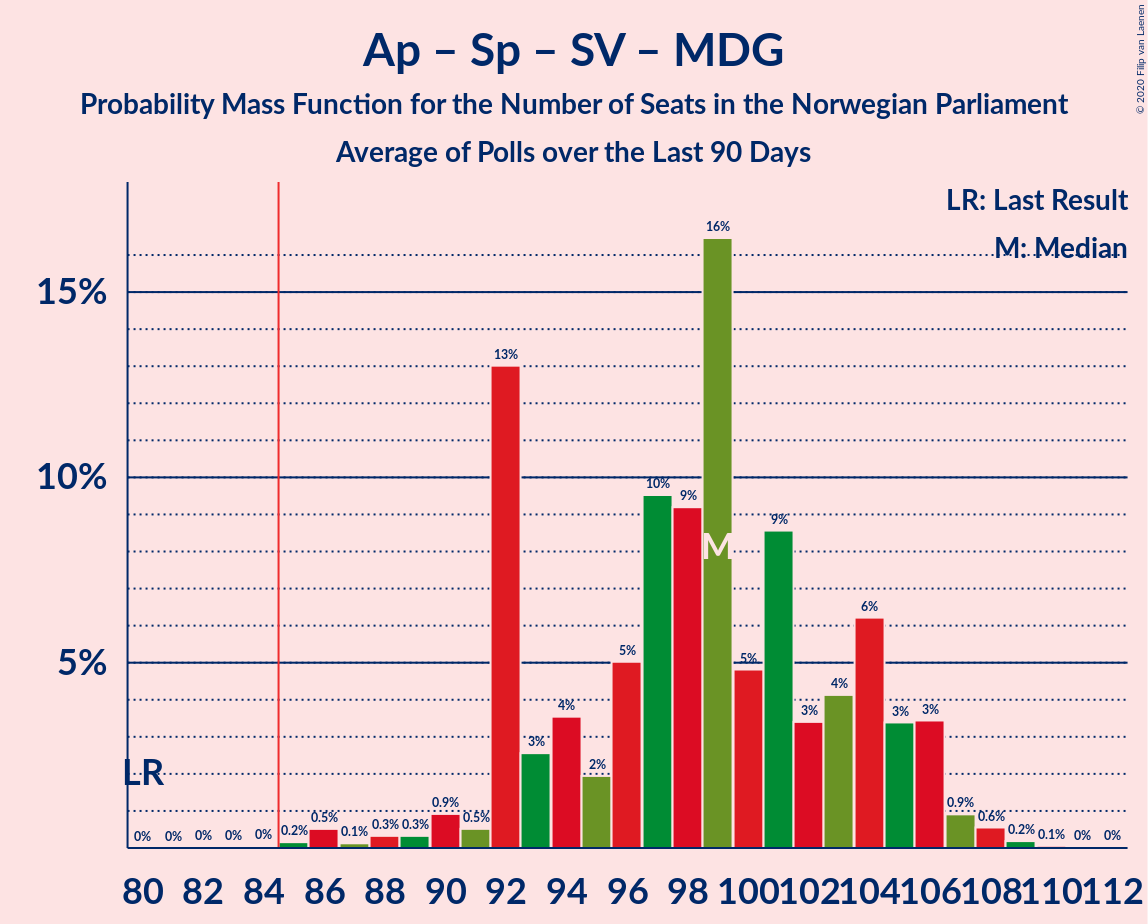 Ap – Sp – SV – MDG
Probability Mass Function for the Number of Seats in the Norwegian Parliament
Average of Polls over the Last 90 Days
© 2020 Filip van Laenen
LR: Last Result
M: Median
15%
10%
5%
LR
M
0% 0% 0% 0% 0% 0.2% 0.5% 0.1% 0.3% 0.3% 0.9% 0.5% 13% 3% 4% 2% 5% 10% 9% 16% 5% 9% 3% 4% 6% 3% 3% 0.9% 0.6% 0.2% 0.1% 0% 0%
80 82 84 86 88 90 92 94 96 98 100 102 104 106 108 110 112